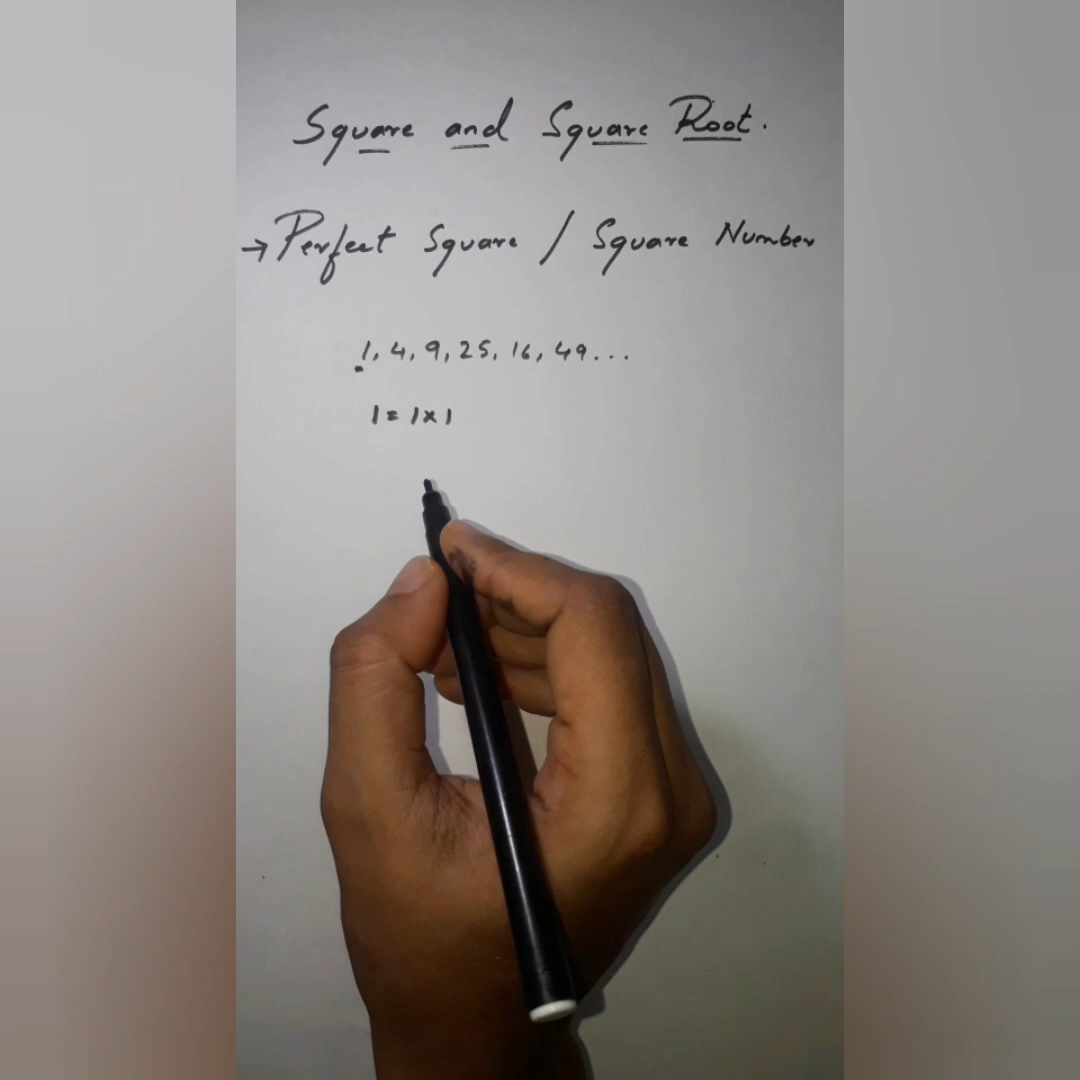 Square and Square Root.
→ Perfect Square / Square Number
1, 4, 9, 25, 16, 49...
1 = 1 × 1